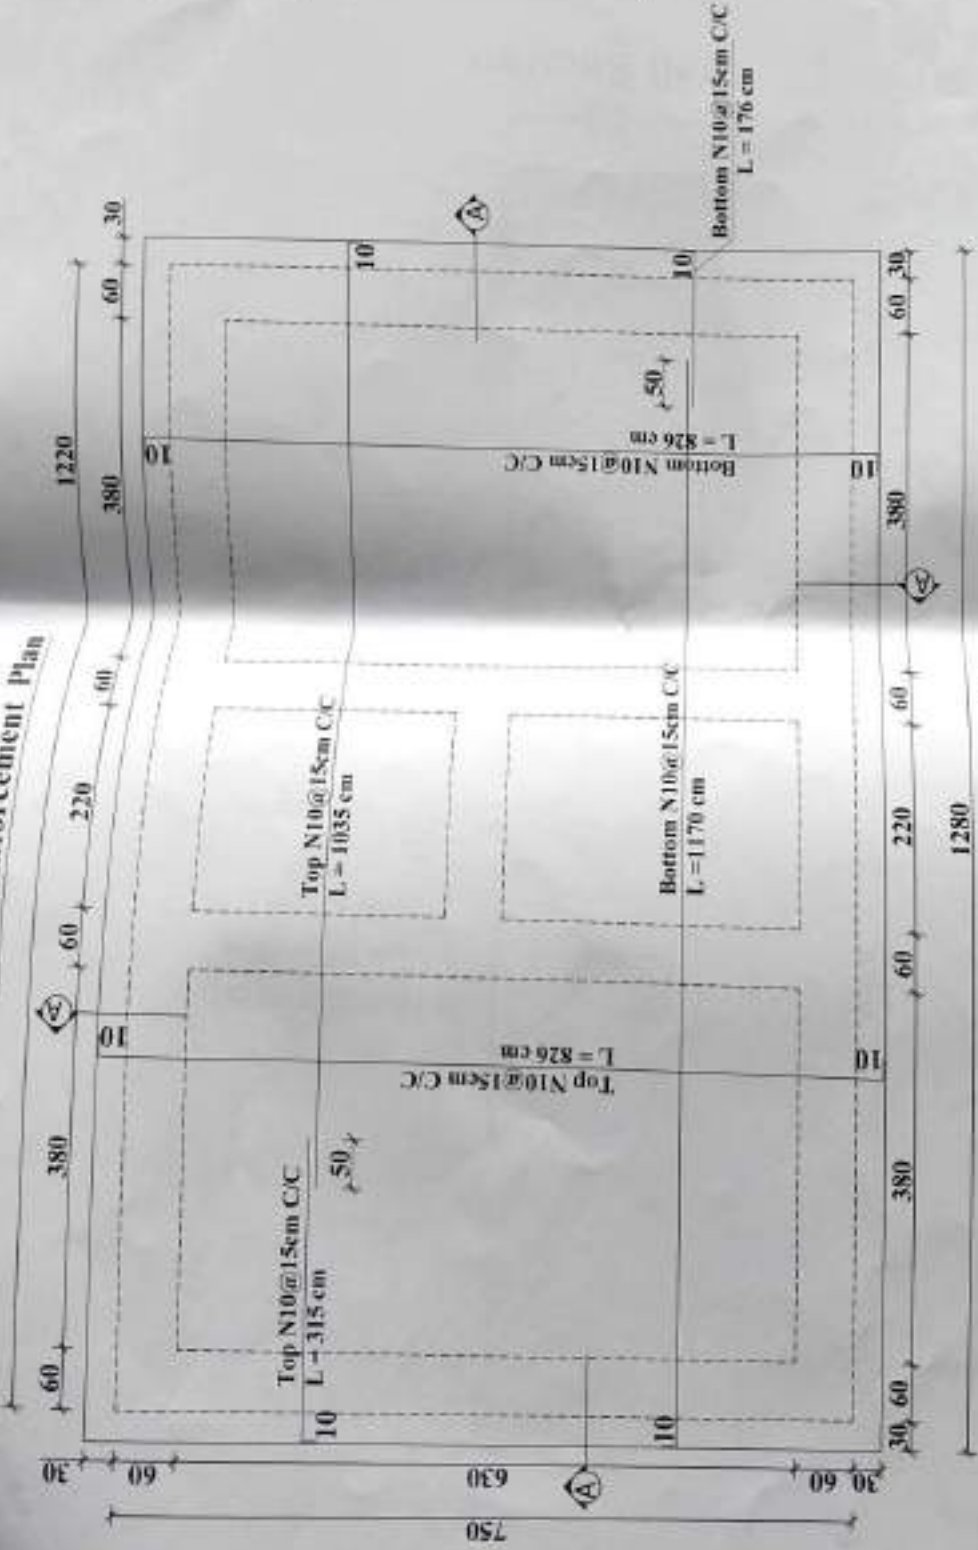 Plan
1220
60
380
60
220
60
380
60
30
A
10
10
Top N10@15cm C/C
L = 315 cm
50
Top N10@15cm C/C
L = 1035 cm
10
10
A
Top N10@15cm C/C
L = 826 cm
Bottom N10@15cm C/C
L = 826 cm
50
Bottom N10@15cm C/C
L =1170 cm
10
10
Bottom N10@15cm C/C
L = 176 cm
10
10
A
A
30
60
630
60
30
750
30
60
380
60
220
60
380
60
30
1280